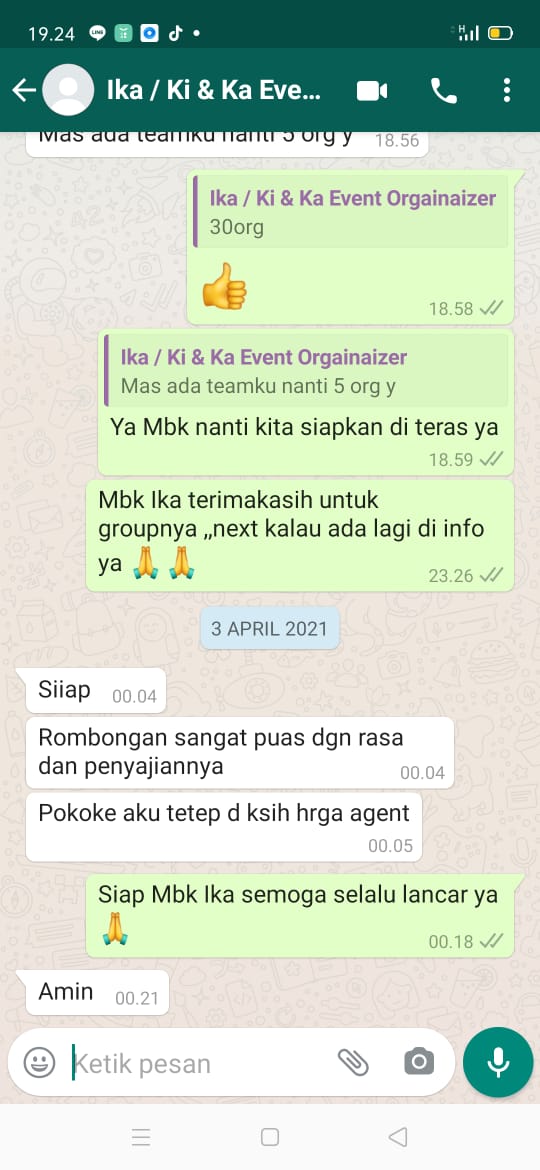 19.24
LINE
H
Ika / Ki & Ka Eve...
Mas ada teamku nanti 5 org y 18.56
Ika / Ki & Ka Event Orgainaizer
30org
18.58
Ika / Ki & Ka Event Orgainaizer
Mas ada teamku nanti 5 org y
Ya Mbk nanti kita siapkan di teras ya
18.59
Mbk Ika terimakasih untuk
groupnya ,,next kalau ada lagi di info
ya 🙏 🙏
23.26
3 APRIL 2021
Siiap 00.04
Rombongan sangat puas dgn rasa
dan penyajiannya
00.04
Pokoke aku tetep d ksih hrga agent
00.05
Siap Mbk Ika semoga selalu lancar ya
🙏
00.18
Amin 00.21
Ketik pesan